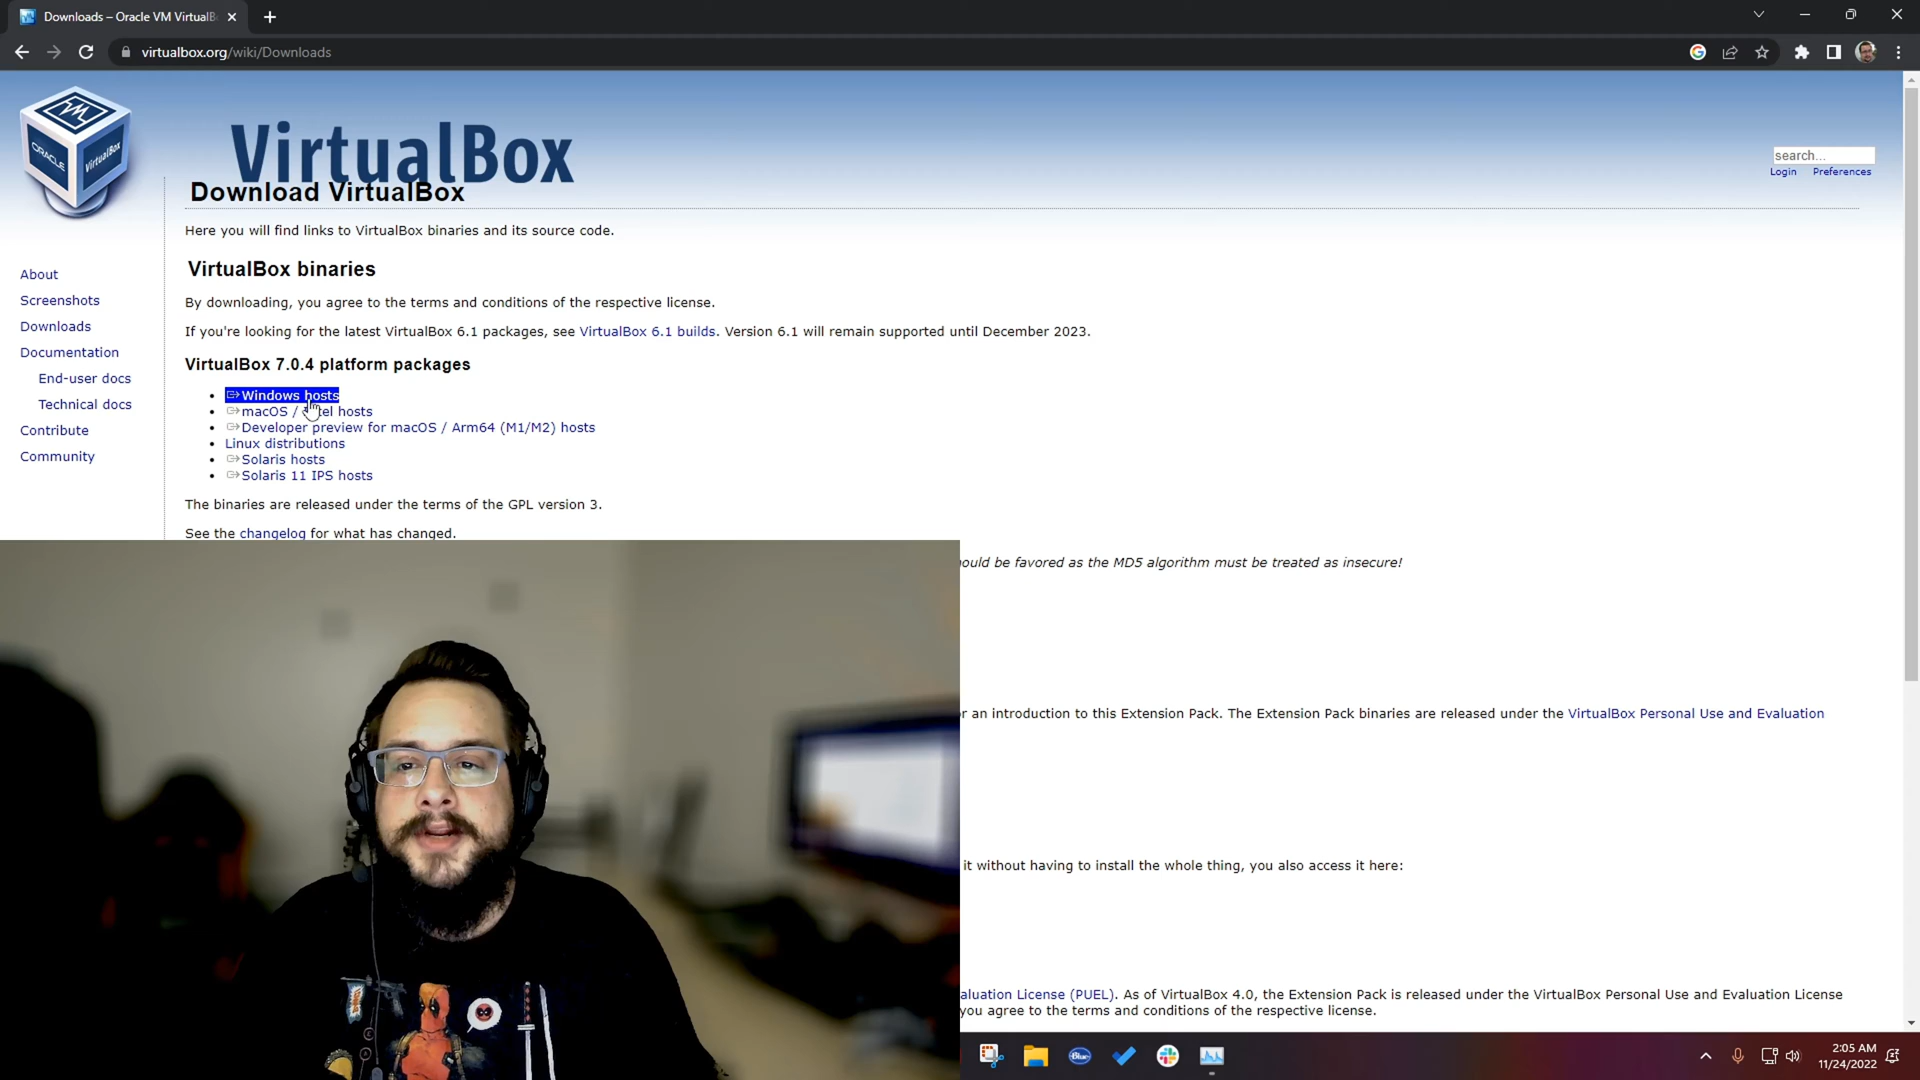 Downloads – Oracle VM VirtualB
virtualbox.org/wiki/Downloads
ORACLE
VirtualBox
VirtualBox
search...
Login Preferences
Download VirtualBox
Here you will find links to VirtualBox binaries and its source code.
VirtualBox binaries
By downloading, you agree to the terms and conditions of the respective license.
If you're looking for the latest VirtualBox 6.1 packages, see VirtualBox 6.1 builds. Version 6.1 will remain supported until December 2023.
VirtualBox 7.0.4 platform packages
Windows hosts
macOS / tel hosts
Developer preview for macOS / Arm64 (M1/M2) hosts
Linux distributions
Solaris hosts
Solaris 11 IPS hosts
The binaries are released under the terms of the GPL version 3.
See the changelog for what has changed.
About
Screenshots
Downloads
Documentation
End-user docs
Technical docs
Contribute
Community
ould be favored as the MD5 algorithm must be treated as insecure!
r an introduction to this Extension Pack. The Extension Pack binaries are released under the VirtualBox Personal Use and Evaluation
it without having to install the whole thing, you also access it here:
aluation License (PUEL). As of VirtualBox 4.0, the Extension Pack is released under the VirtualBox Personal Use and Evaluation License
you agree to the terms and conditions of the respective license.
Blue
2:05 AM
11/24/2022